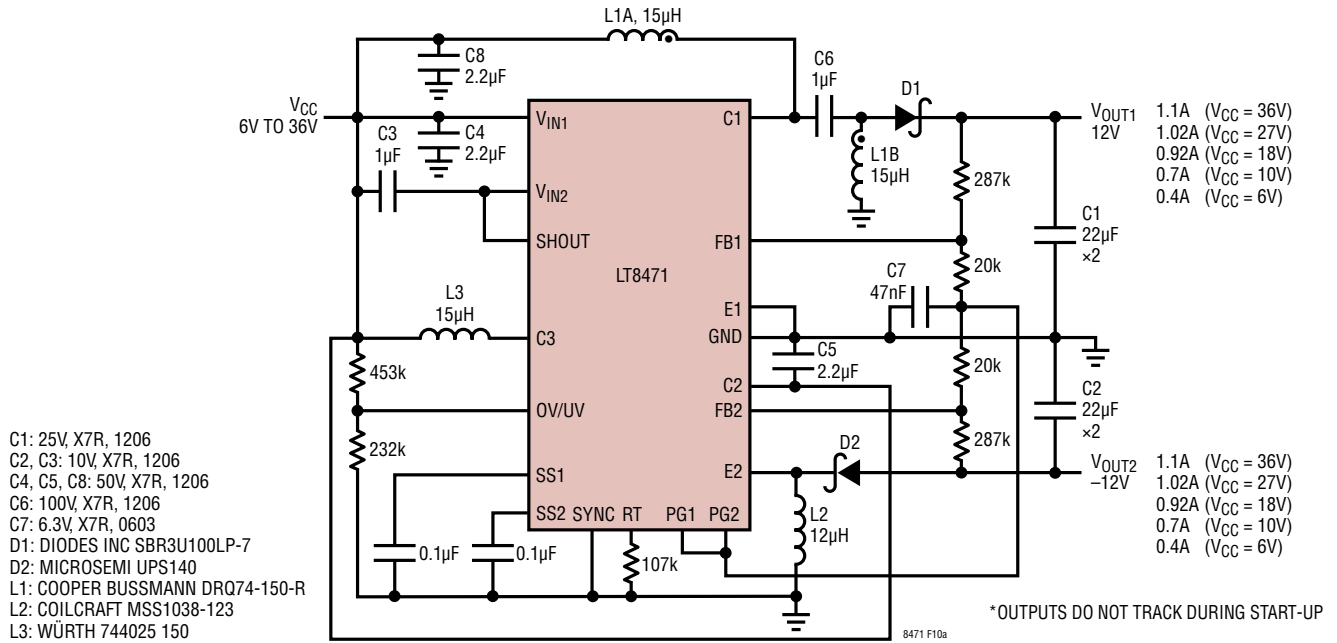 L1A, 15µH
C8
2.2µF
C6
1µF
D1
VCC
6V TO 36V
C3
1µF
C4
2.2µF
VIN1
C1
L1B
15µH
287k
VOUT1
12V
1.1A (VCC = 36V)
1.02A (VCC = 27V)
0.92A (VCC = 18V)
0.7A (VCC = 10V)
0.4A (VCC = 6V)
VIN2
SHOUT
FB1
C1
22µF
×2
LT8471
20k
C7
47nF
L3
15µH
E1
C3
GND
C5
2.2µF
453k
20k
C2
OV/UV
FB2
C2
22µF
×2
232k
287k
D2
SS1
E2
VOUT2
–12V
1.1A (VCC = 36V)
1.02A (VCC = 27V)
0.92A (VCC = 18V)
0.7A (VCC = 10V)
0.4A (VCC = 6V)
SS2 SYNC RT PG1 PG2
L2
12µH
0.1µF
0.1µF
107k
C1: 25V, X7R, 1206
C2, C3: 10V, X7R, 1206
C4, C5, C8: 50V, X7R, 1206
C6: 100V, X7R, 1206
C7: 6.3V, X7R, 0603
D1: DIODES INC SBR3U100LP-7
D2: MICROSEMI UPS140
L1: COOPER BUSSMANN DRQ74-150-R
L2: COILCRAFT MSS1038-123
L3: WÜRTH 744025 150
*OUTPUTS DO NOT TRACK DURING START-UP
8471 F10a